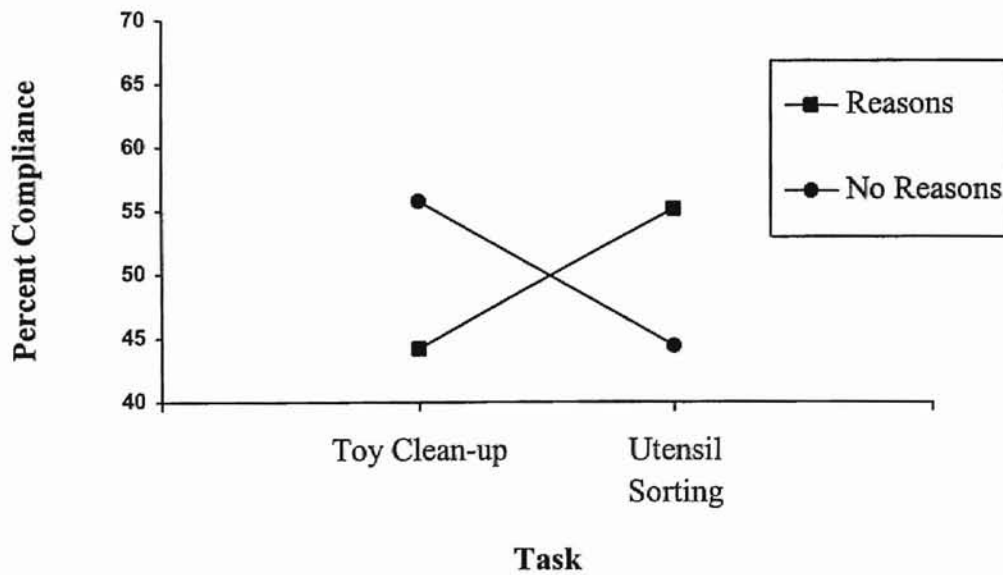 70
65
60
55
50
45
40
Percent Compliance
Reasons
No Reasons
Toy Clean-up
Utensil
Sorting
Task